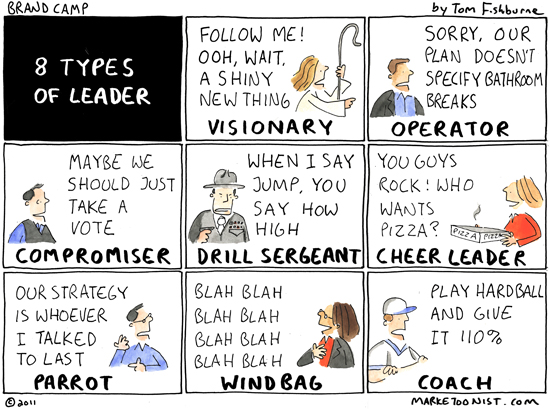 BRAND CAMP
by Tom Fishburne
8 TYPES
OF LEADER
FOLLOW ME!
OOH, WAIT,
A SHINY
NEW THING
VISIONARY
SORRY, OUR
PLAN DOESN'T
SPECIFY BATHROOM
BREAKS
OPERATOR
MAYBE WE
SHOULD JUST
TAKE A
VOTE
COMPROMISER
WHEN I SAY
JUMP, YOU
SAY HOW
HIGH
DRILL SERGEANT
YOU GUYS
ROCK! WHO
WANTS
PIZZA?
PIZZA PIZZA
CHEER LEADER
OUR STRATEGY
IS WHOEVER
I TALKED
TO LAST
PARROT
BLAH BLAH
BLAH BLAH
BLAH BLAH
BLAH BLAH
WINDBAG
PLAY HARDBALL
AND GIVE
IT 110%
COACH
© 2011
MARKETOONIST.COM